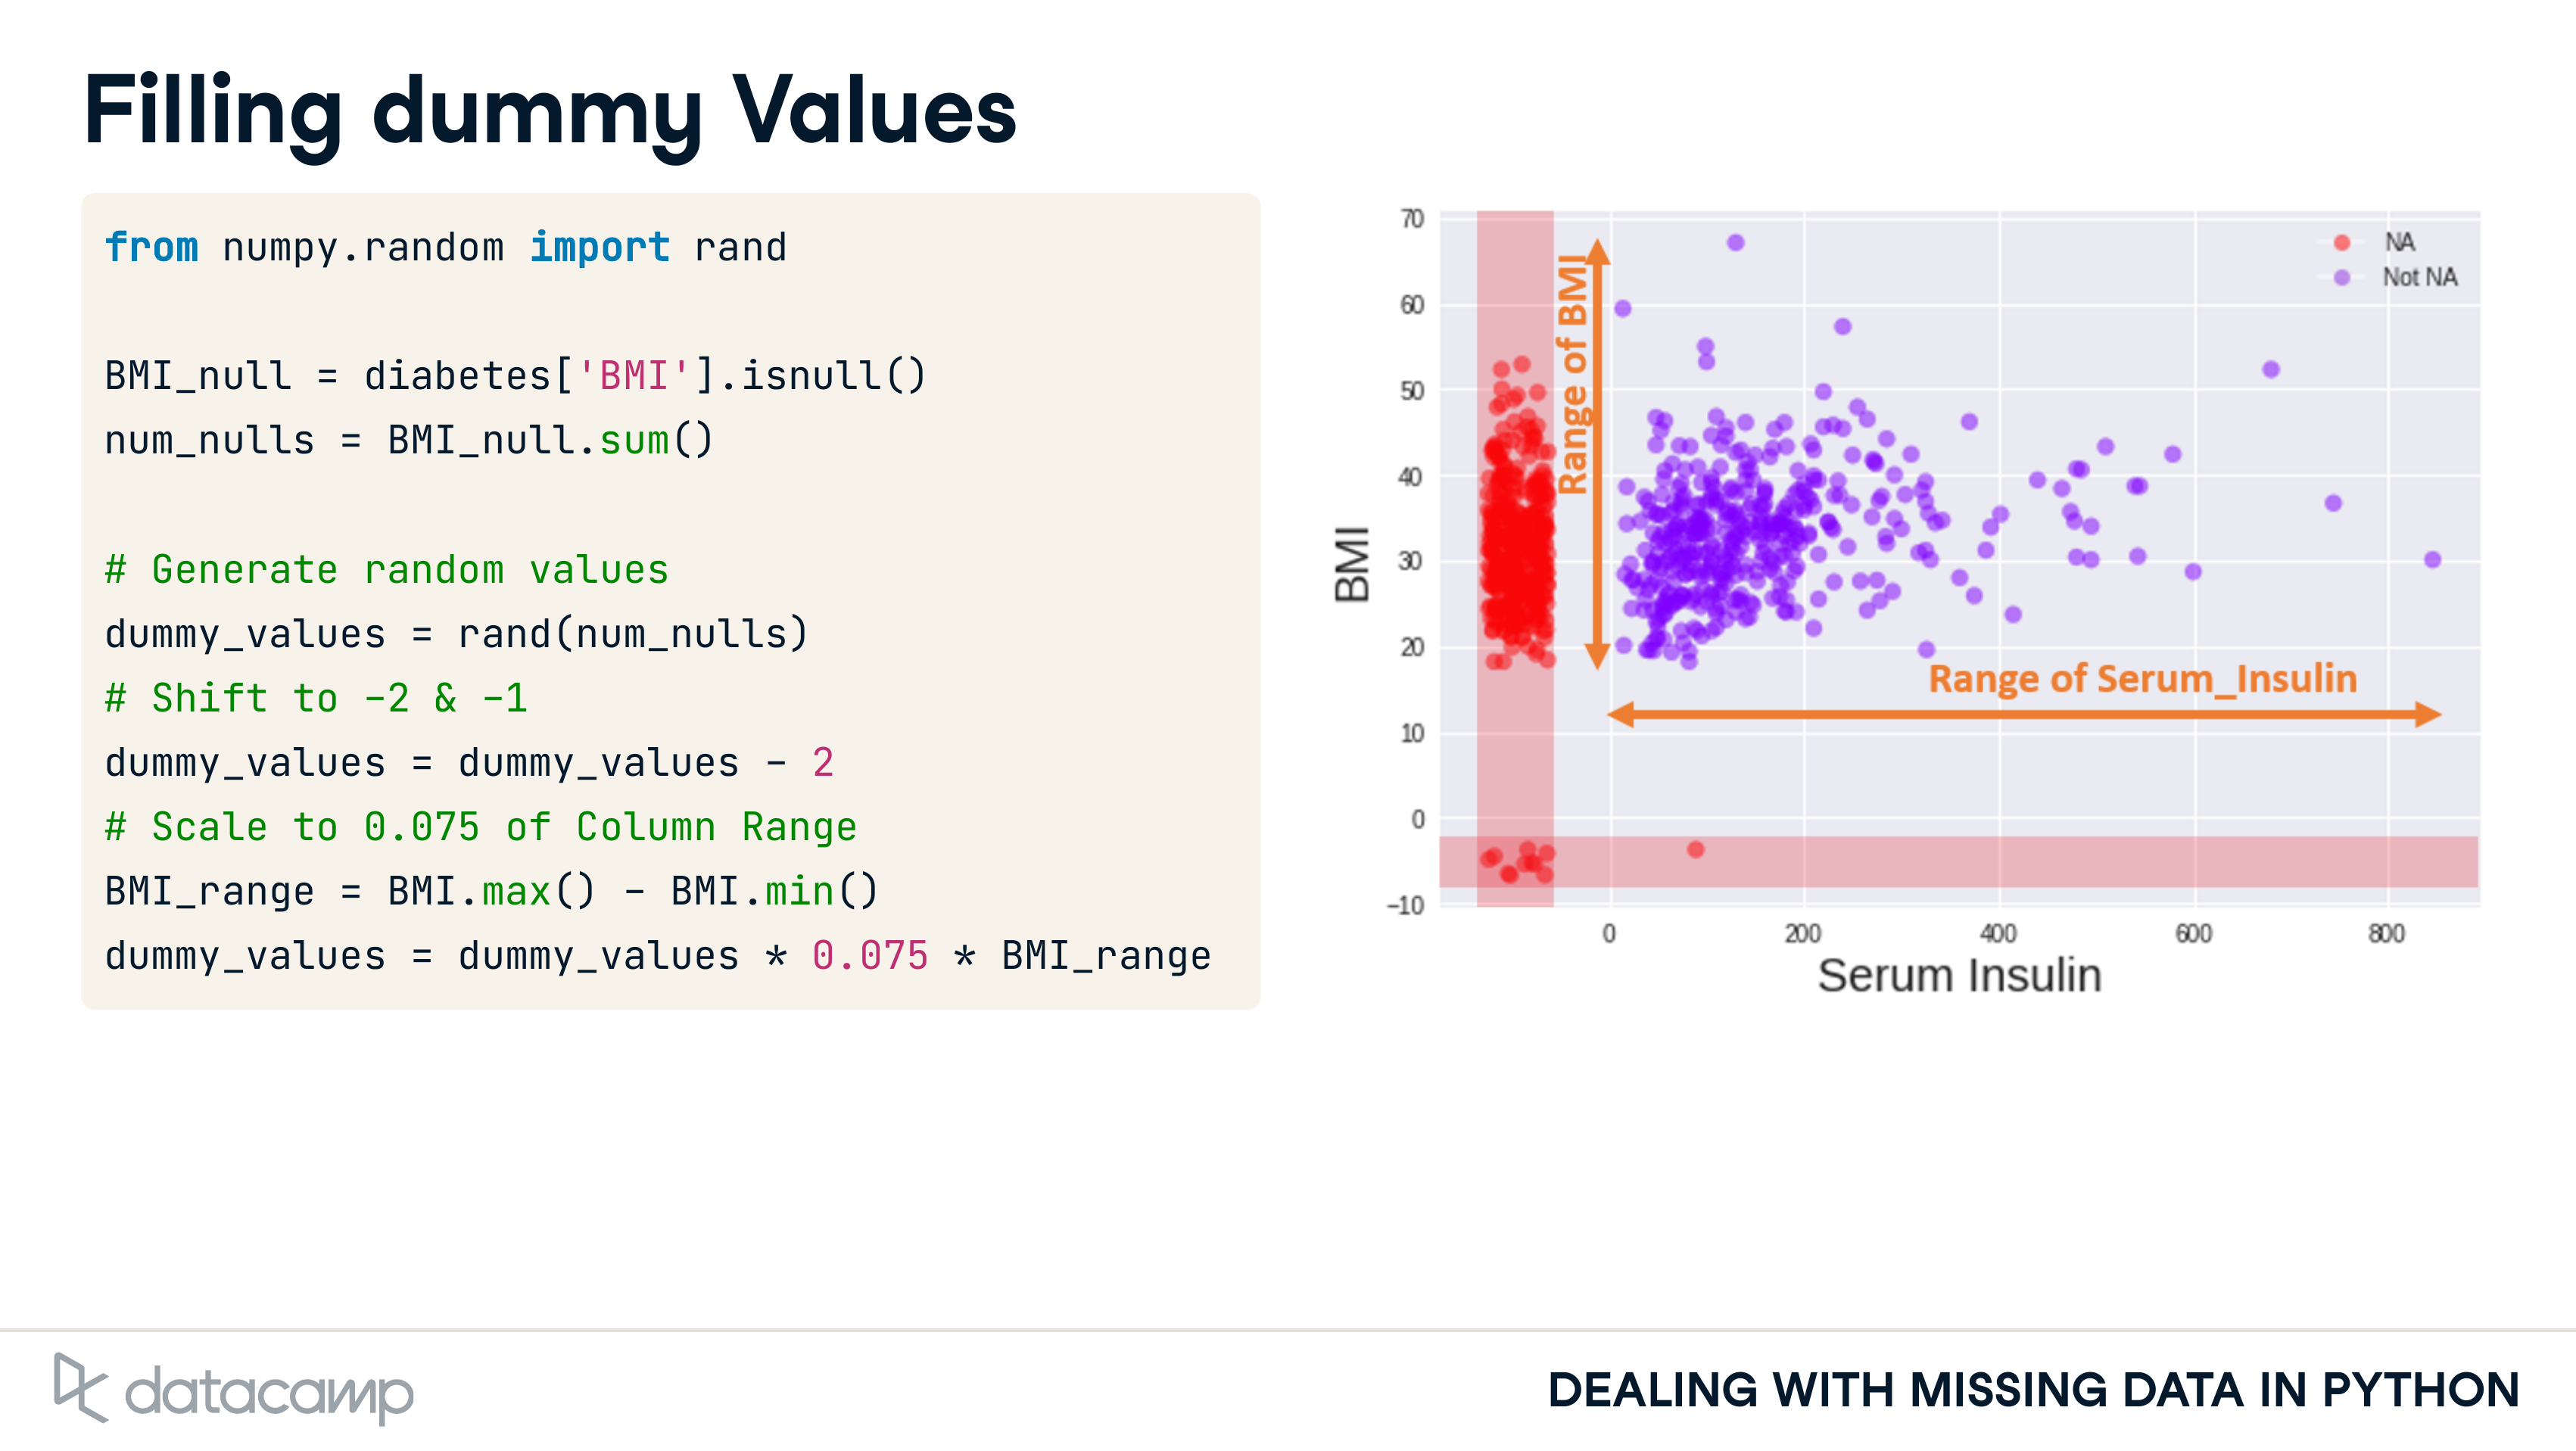 Filling dummy Values
from numpy.random import rand
BMI_null = diabetes['BMI'].isnull()
num_nulls = BMI_null.sum()
# Generate random values
dummy_values = rand(num_nulls)
# Shift to -2 & -1
dummy_values = dummy_values - 2
# Scale to 0.075 of Column Range
BMI_range = BMI.max() - BMI.min()
dummy_values = dummy_values * 0.075 * BMI_range
70
60
50
40
30
20
10
0
-10
BMI
Range of BMI
NA
Not NA
Range of Serum_Insulin
0 200 400 600 800
Serum Insulin
datacamp
DEALING WITH MISSING DATA IN PYTHON